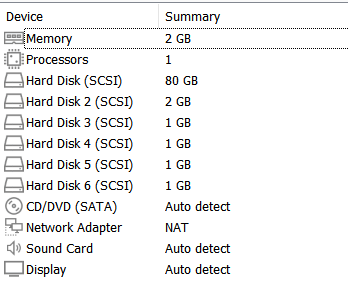 Device Summary
Memory 2 GB
Processors 1
Hard Disk (SCSI) 80 GB
Hard Disk 2 (SCSI) 2 GB
Hard Disk 3 (SCSI) 1 GB
Hard Disk 4 (SCSI) 1 GB
Hard Disk 5 (SCSI) 1 GB
Hard Disk 6 (SCSI) 1 GB
CD/DVD (SATA) Auto detect
Network Adapter NAT
Sound Card Auto detect
Display Auto detect